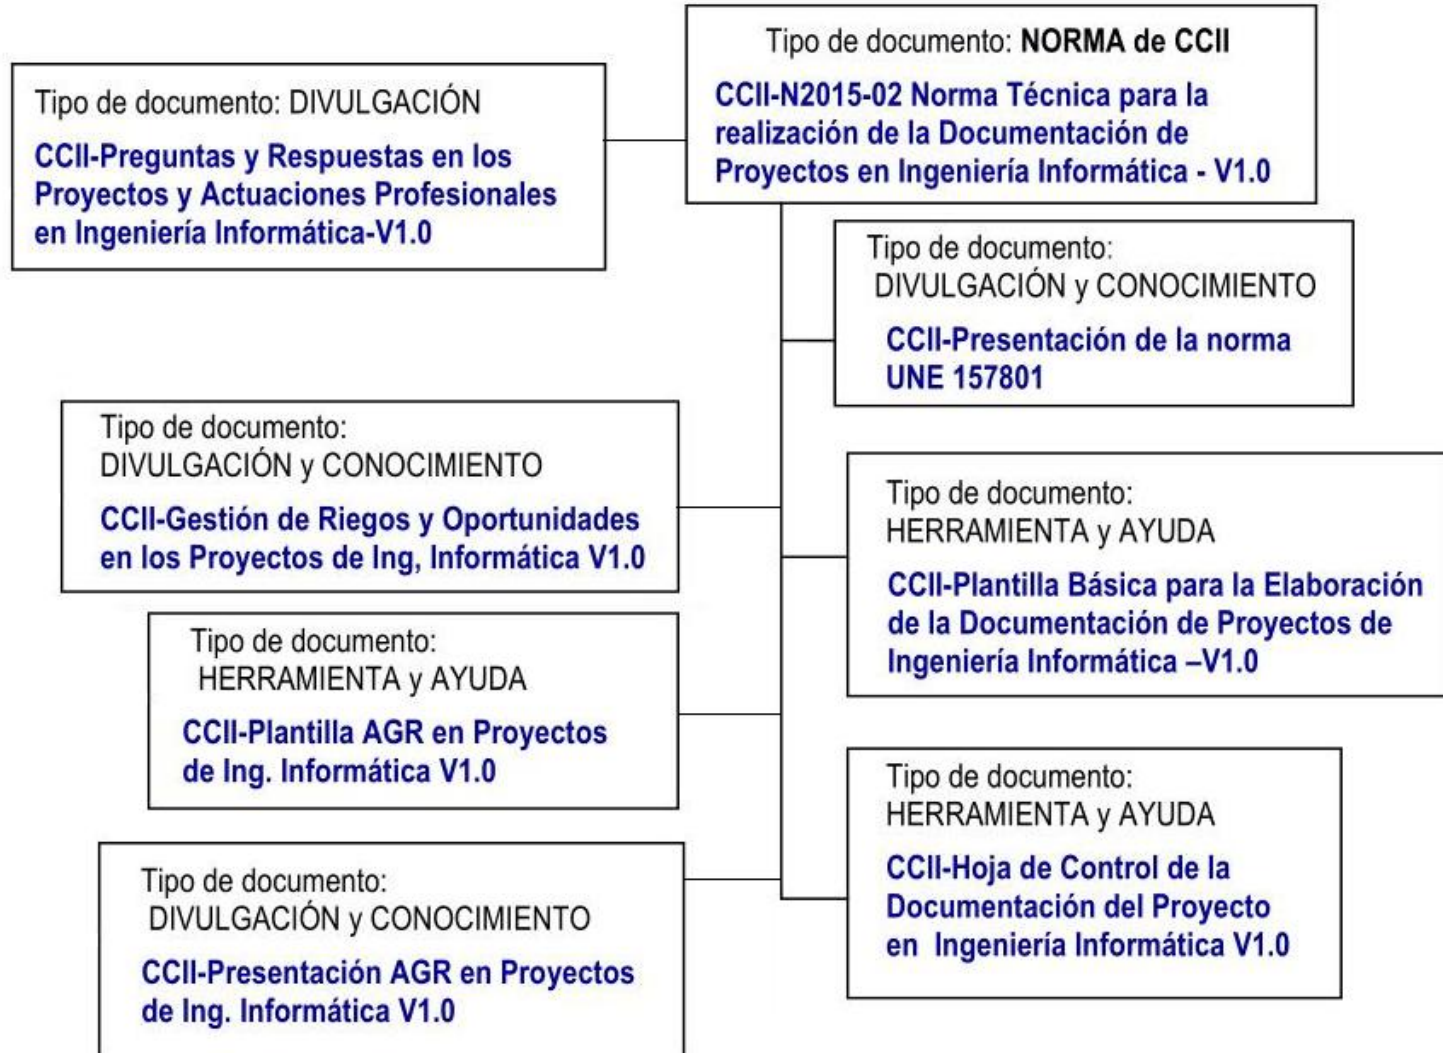 Tipo de documento: NORMA de CCII
CCII-N2015-02 Norma Técnica para la
realización de la Documentación de
Proyectos en Ingeniería Informática - V1.0
Tipo de documento: DIVULGACIÓN
CCII-Preguntas y Respuestas en los
Proyectos y Actuaciones Profesionales
en Ingeniería Informática-V1.0
Tipo de documento:
DIVULGACIÓN y CONOCIMIENTO
CCII-Presentación de la norma
UNE 157801
Tipo de documento:
DIVULGACIÓN y CONOCIMIENTO
CCII-Gestión de Riegos y Oportunidades
en los Proyectos de Ing, Informática V1.0
Tipo de documento:
HERRAMIENTA y AYUDA
CCII-Plantilla Básica para la Elaboración
de la Documentación de Proyectos de
Ingeniería Informática –V1.0
Tipo de documento:
HERRAMIENTA y AYUDA
CCII-Plantilla AGR en Proyectos
de Ing. Informática V1.0
Tipo de documento:
HERRAMIENTA y AYUDA
CCII-Hoja de Control de la
Documentación del Proyecto
en Ingeniería Informática V1.0
Tipo de documento:
DIVULGACIÓN y CONOCIMIENTO
CCII-Presentación AGR en Proyectos
de Ing. Informática V1.0